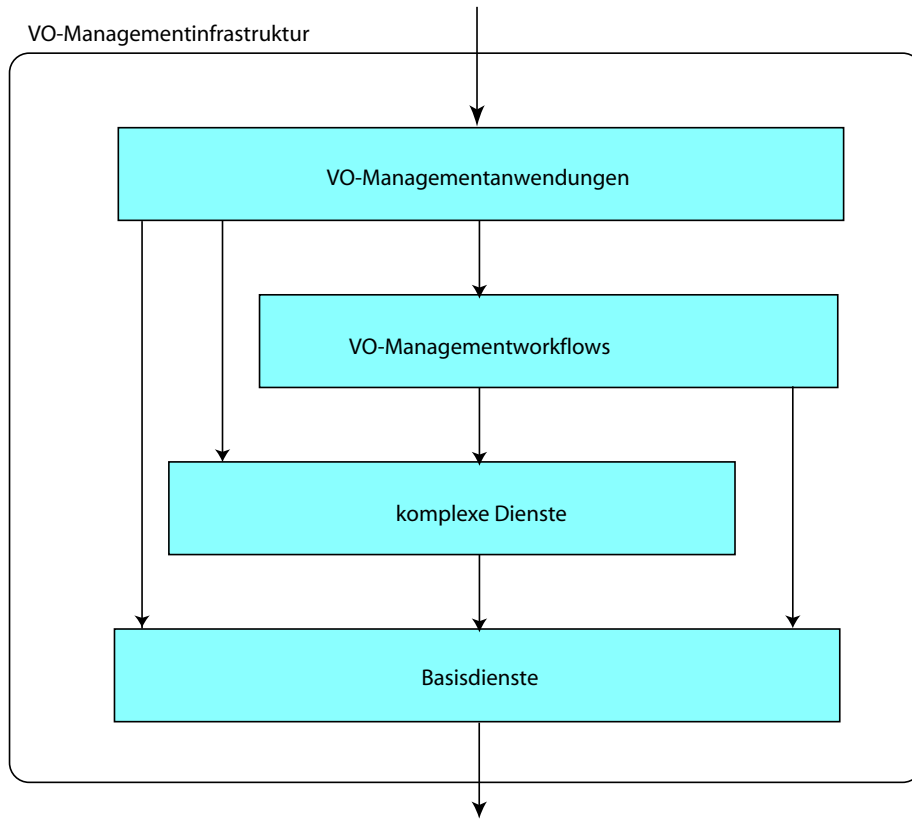 VO-Managementinfrastruktur
VO-Managementanwendungen
VO-Managementworkflows
komplexe Dienste
Basisdienste